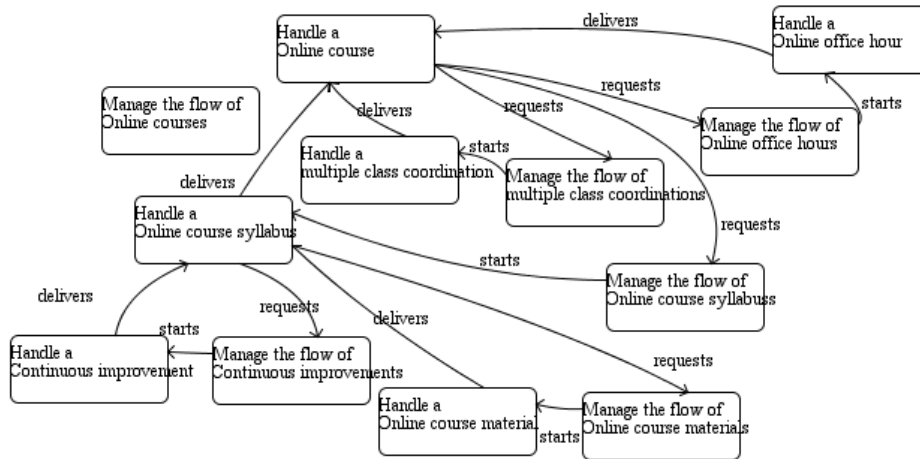 delivers
Handle a
Online office hour
Handle a
Online course
requests
requests
starts
Manage the flow of
Online courses
delivers
Manage the flow of
Online office hours
starts
Handle a
multiple class coordination
Manage the flow of
multiple class coordinations
delivers
Handle a
Online course syllabus
requests
starts
Manage the flow of
Online course syllabuss
delivers
requests
delivers
starts
Handle a
Continuous improvement
Manage the flow of
Continuous improvements
requests
Handle a
Online course material
starts
Manage the flow of
Online course materials